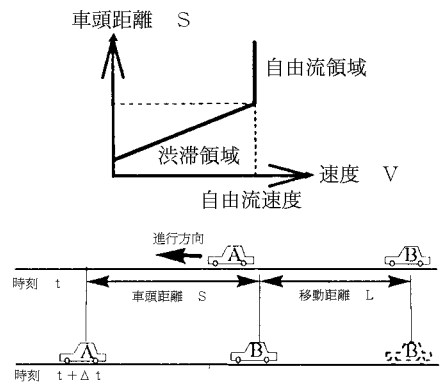 車頭距離 S
自由流領域
渋滞領域
速度 V
自由流速度
進行方向
A
B
時刻 t
車頭距離 S
移動距離 L
A
B
B
時刻 t＋Δt